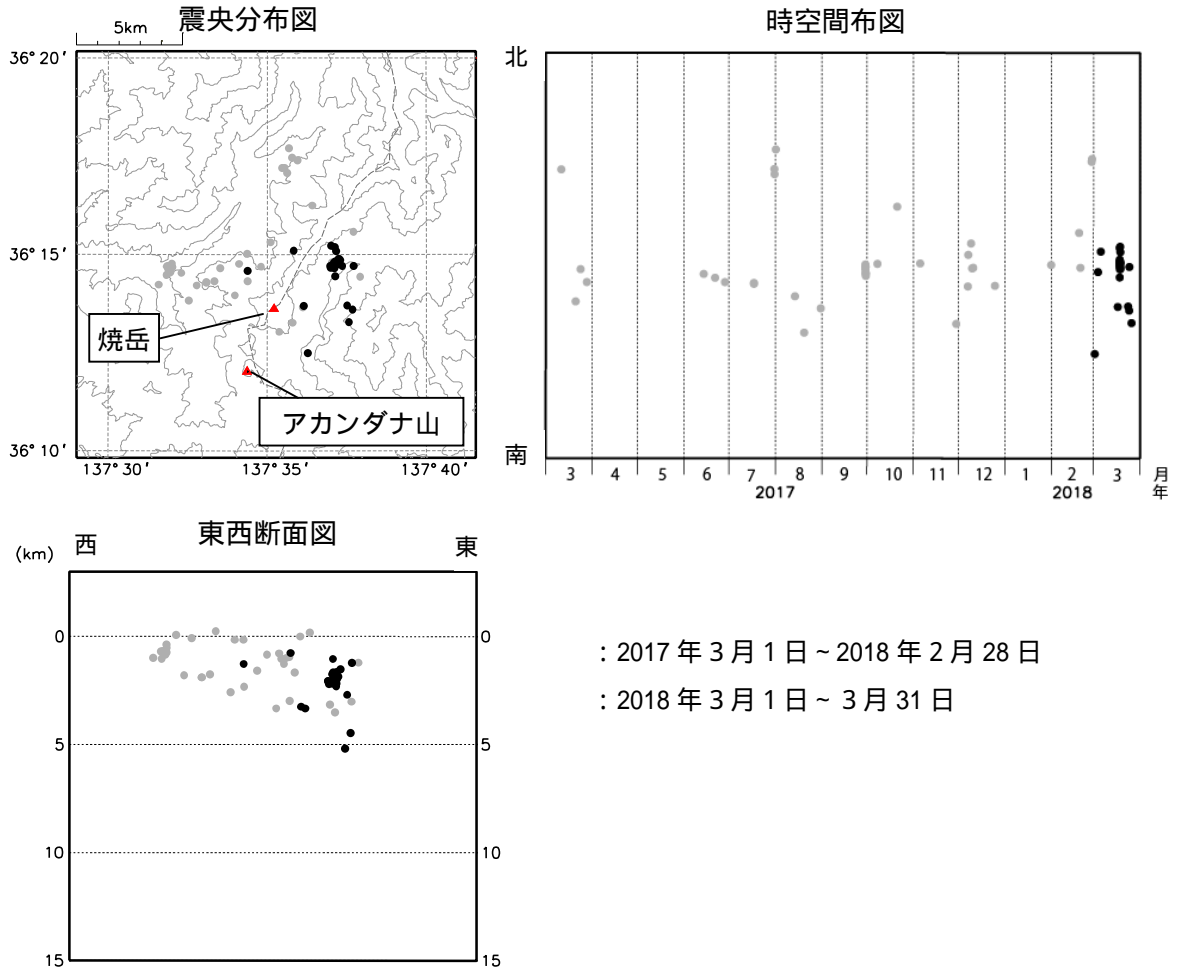 震央分布図
5km
36° 20′
36° 15′
36° 10′
137° 30′
137° 35′
137° 40′
焼岳
アカンダナ山
時空間布図
北
南
3 4 5 6 7 8 9 10 11 12 1 2 3 月
2017 2018 年
東西断面図
(km) 西 東
0 0
5 5
10 10
15 15
：2017 年 3 月 1 日 ~ 2018 年 2 月 28 日
：2018 年 3 月 1 日 ~ 3 月 31 日